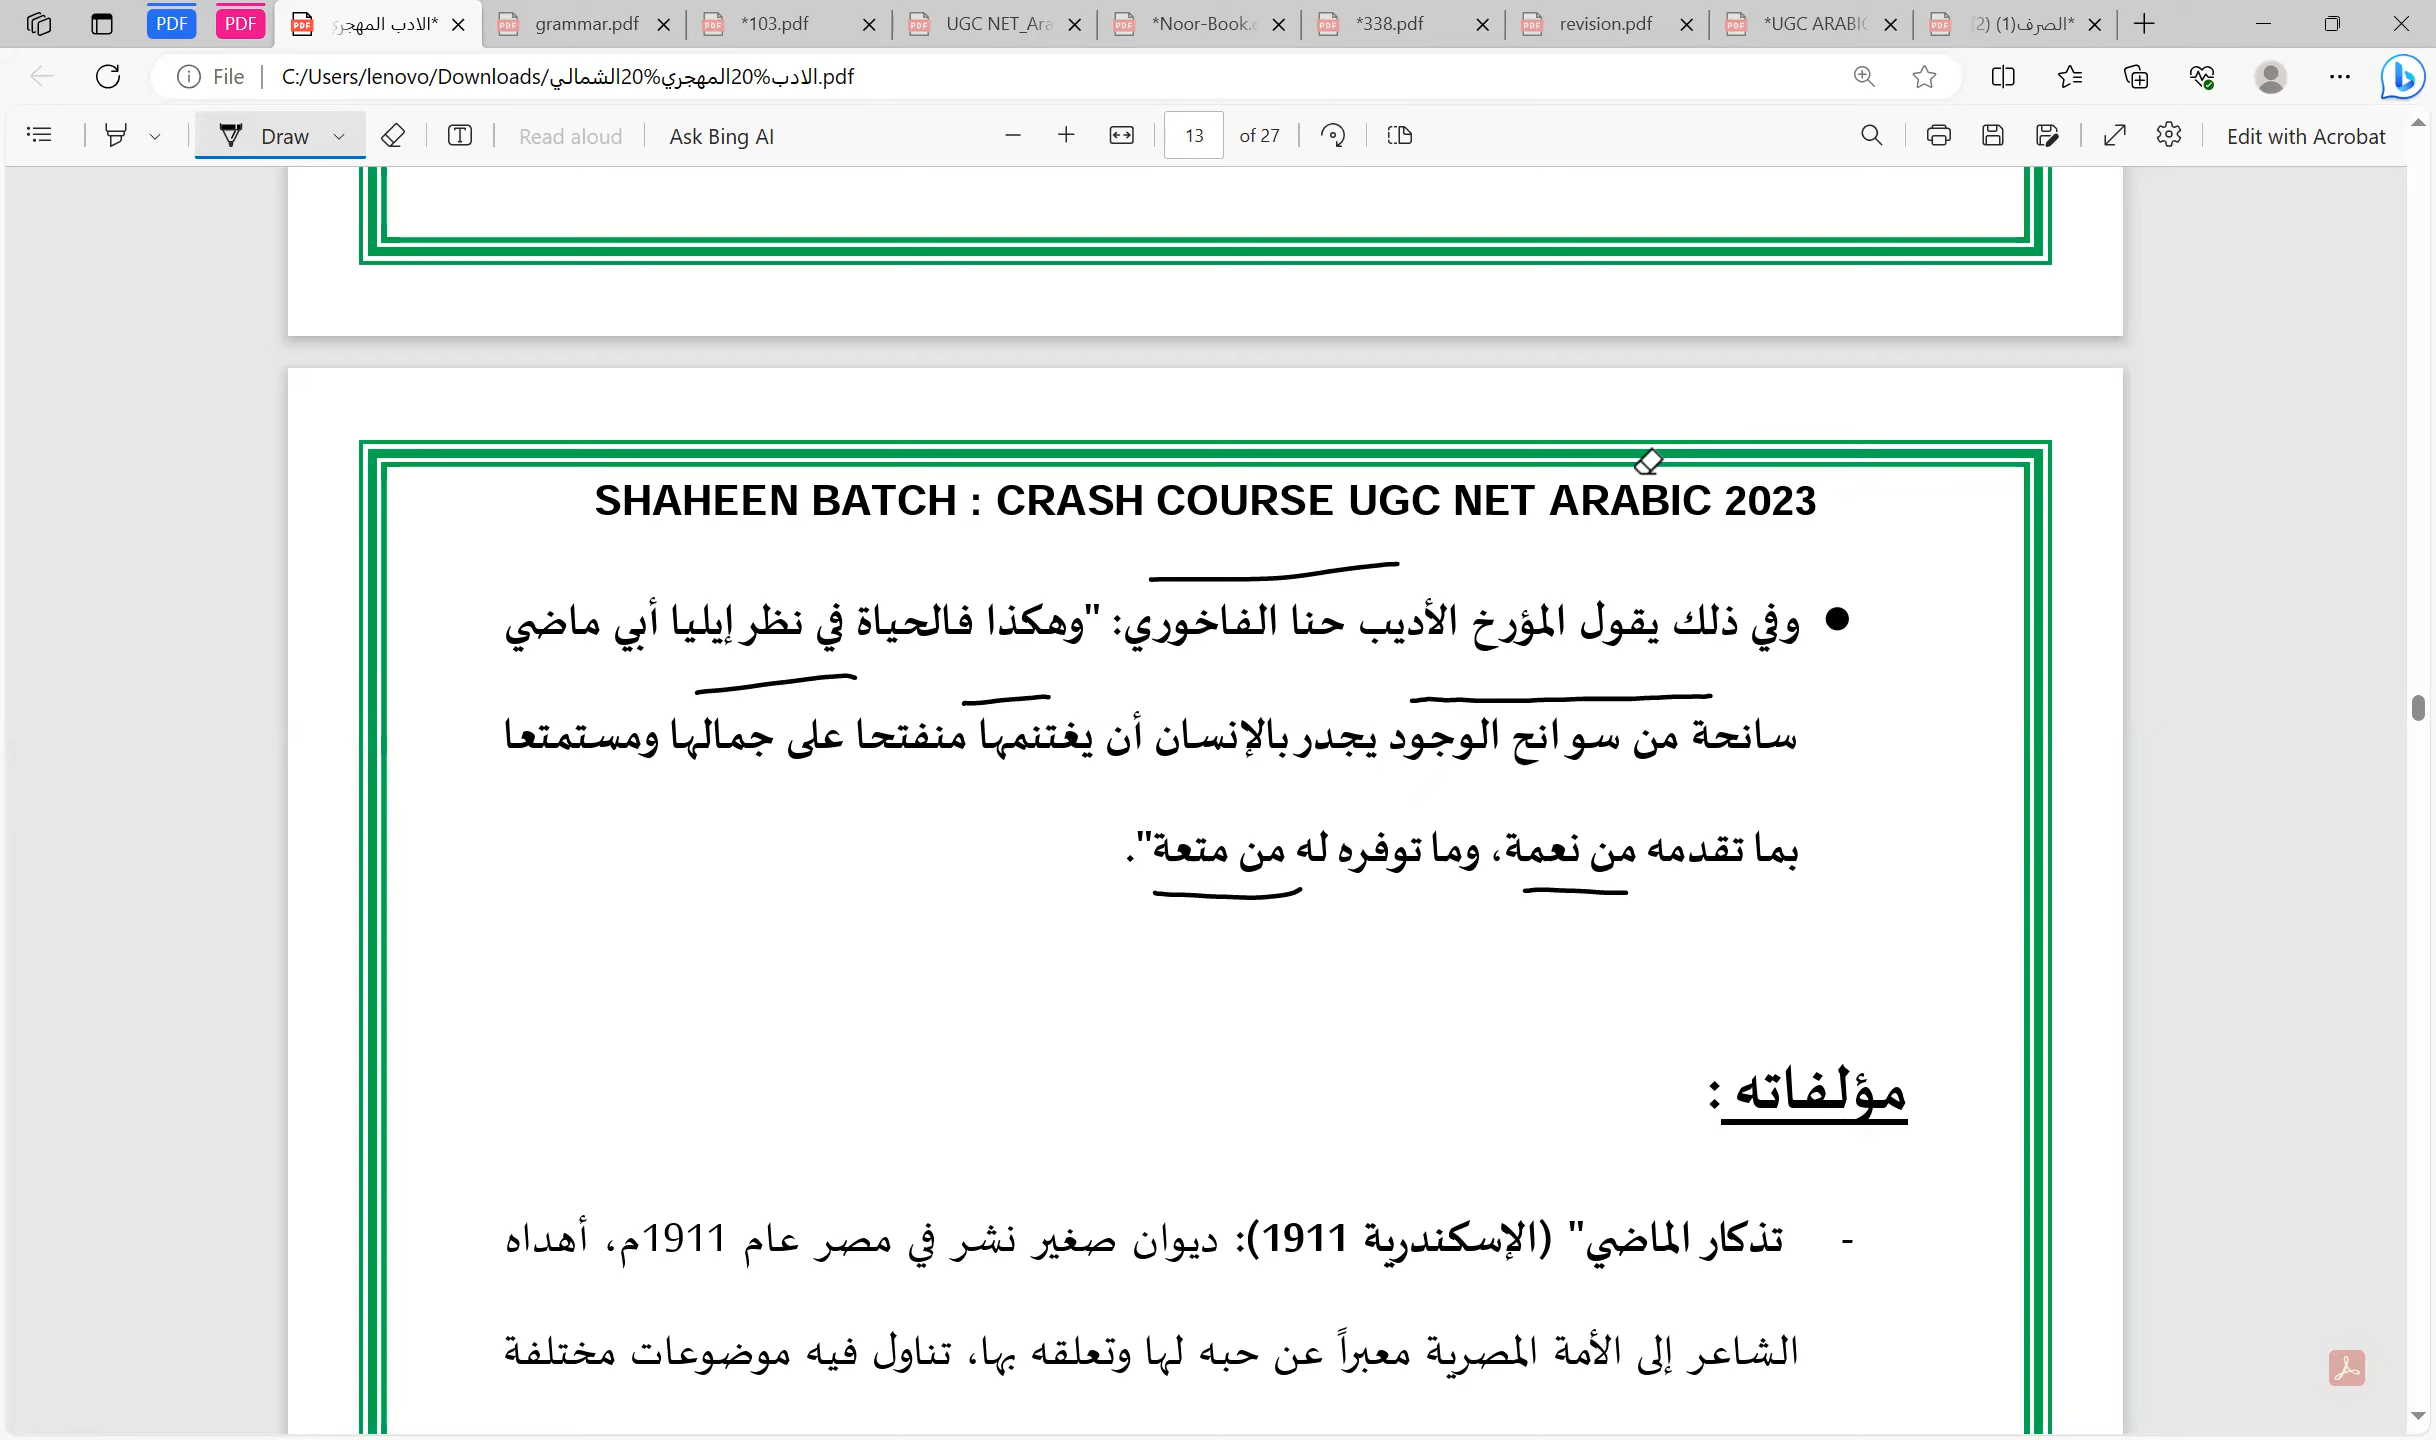 PDF
PDF
*الادب المهجري
grammar.pdf
*103.pdf
UGC NET_Ara
*Noor-Book.c
*338.pdf
revision.pdf
*UGC ARABIC
*الصرف(1) (2)
File
C:/Users/lenovo/Downloads/الادب%20المهجري%20الشمالي.pdf
Draw
Read aloud
Ask Bing AI
13
of 27
Edit with Acrobat
SHAHEEN BATCH : CRASH COURSE UGC NET ARABIC 2023
● وفي ذلك يقول المؤرخ الأديب حنا الفاخوري: "وهكذا فالحياة في نظر إيليا أبي ماضي
سانحة من سوانح الوجود يجدر بالإنسان أن يغتنمها منفتحا على جمالها ومستمتعا
بما تقدمه من نعمة، وما توفره له من متعة".
مؤلفاته :
- تذكار الماضي" (الإسكندرية 1911): ديوان صغير نشر في مصر عام 1911م، أهداه
الشاعر إلى الأمة المصرية معبراً عن حبه لها وتعلقه بها، تناول فيه موضوعات مختلفة